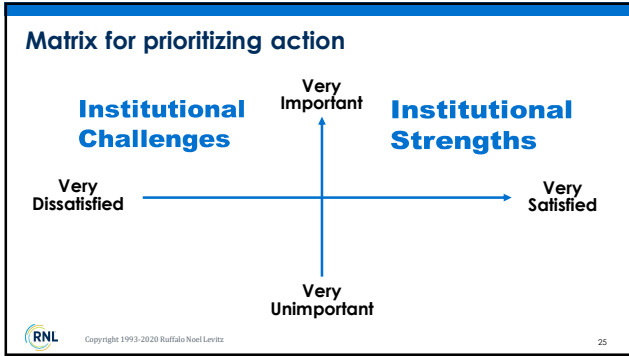 Matrix for prioritizing action
Very
Important
Institutional
Challenges
Institutional
Strengths
Very
Dissatisfied
Very
Satisfied
Very
Unimportant
RNL
Copyright 1993-2020 Ruffalo Noel Levitz
25